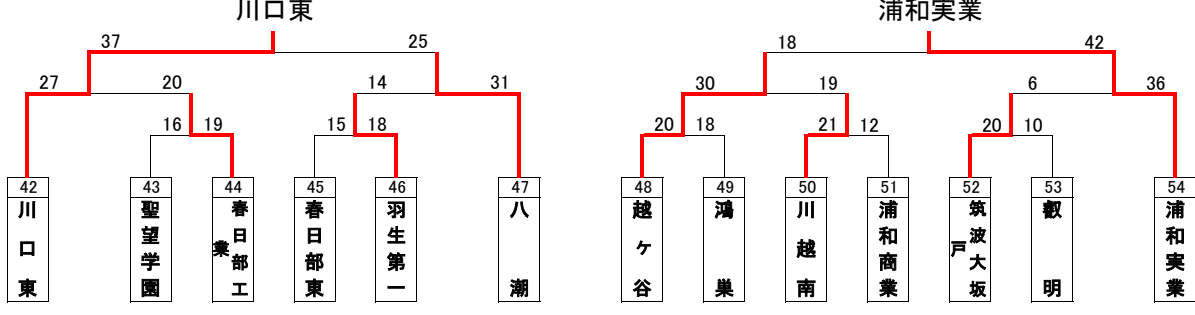 川口東 浦和実業
37 25 18 42
27 20 14 31 30 19 6 36
16 19 15 18 20 18 21 12 20 10
42 43 44 45 46 47 48 49 50 51 52 53 54
川口東
聖望学園
春日部工業
春日部東
羽生第一
八潮
越ケ谷
鴻巣
川越南
浦和商業
筑波大坂戸
叡明
浦和実業